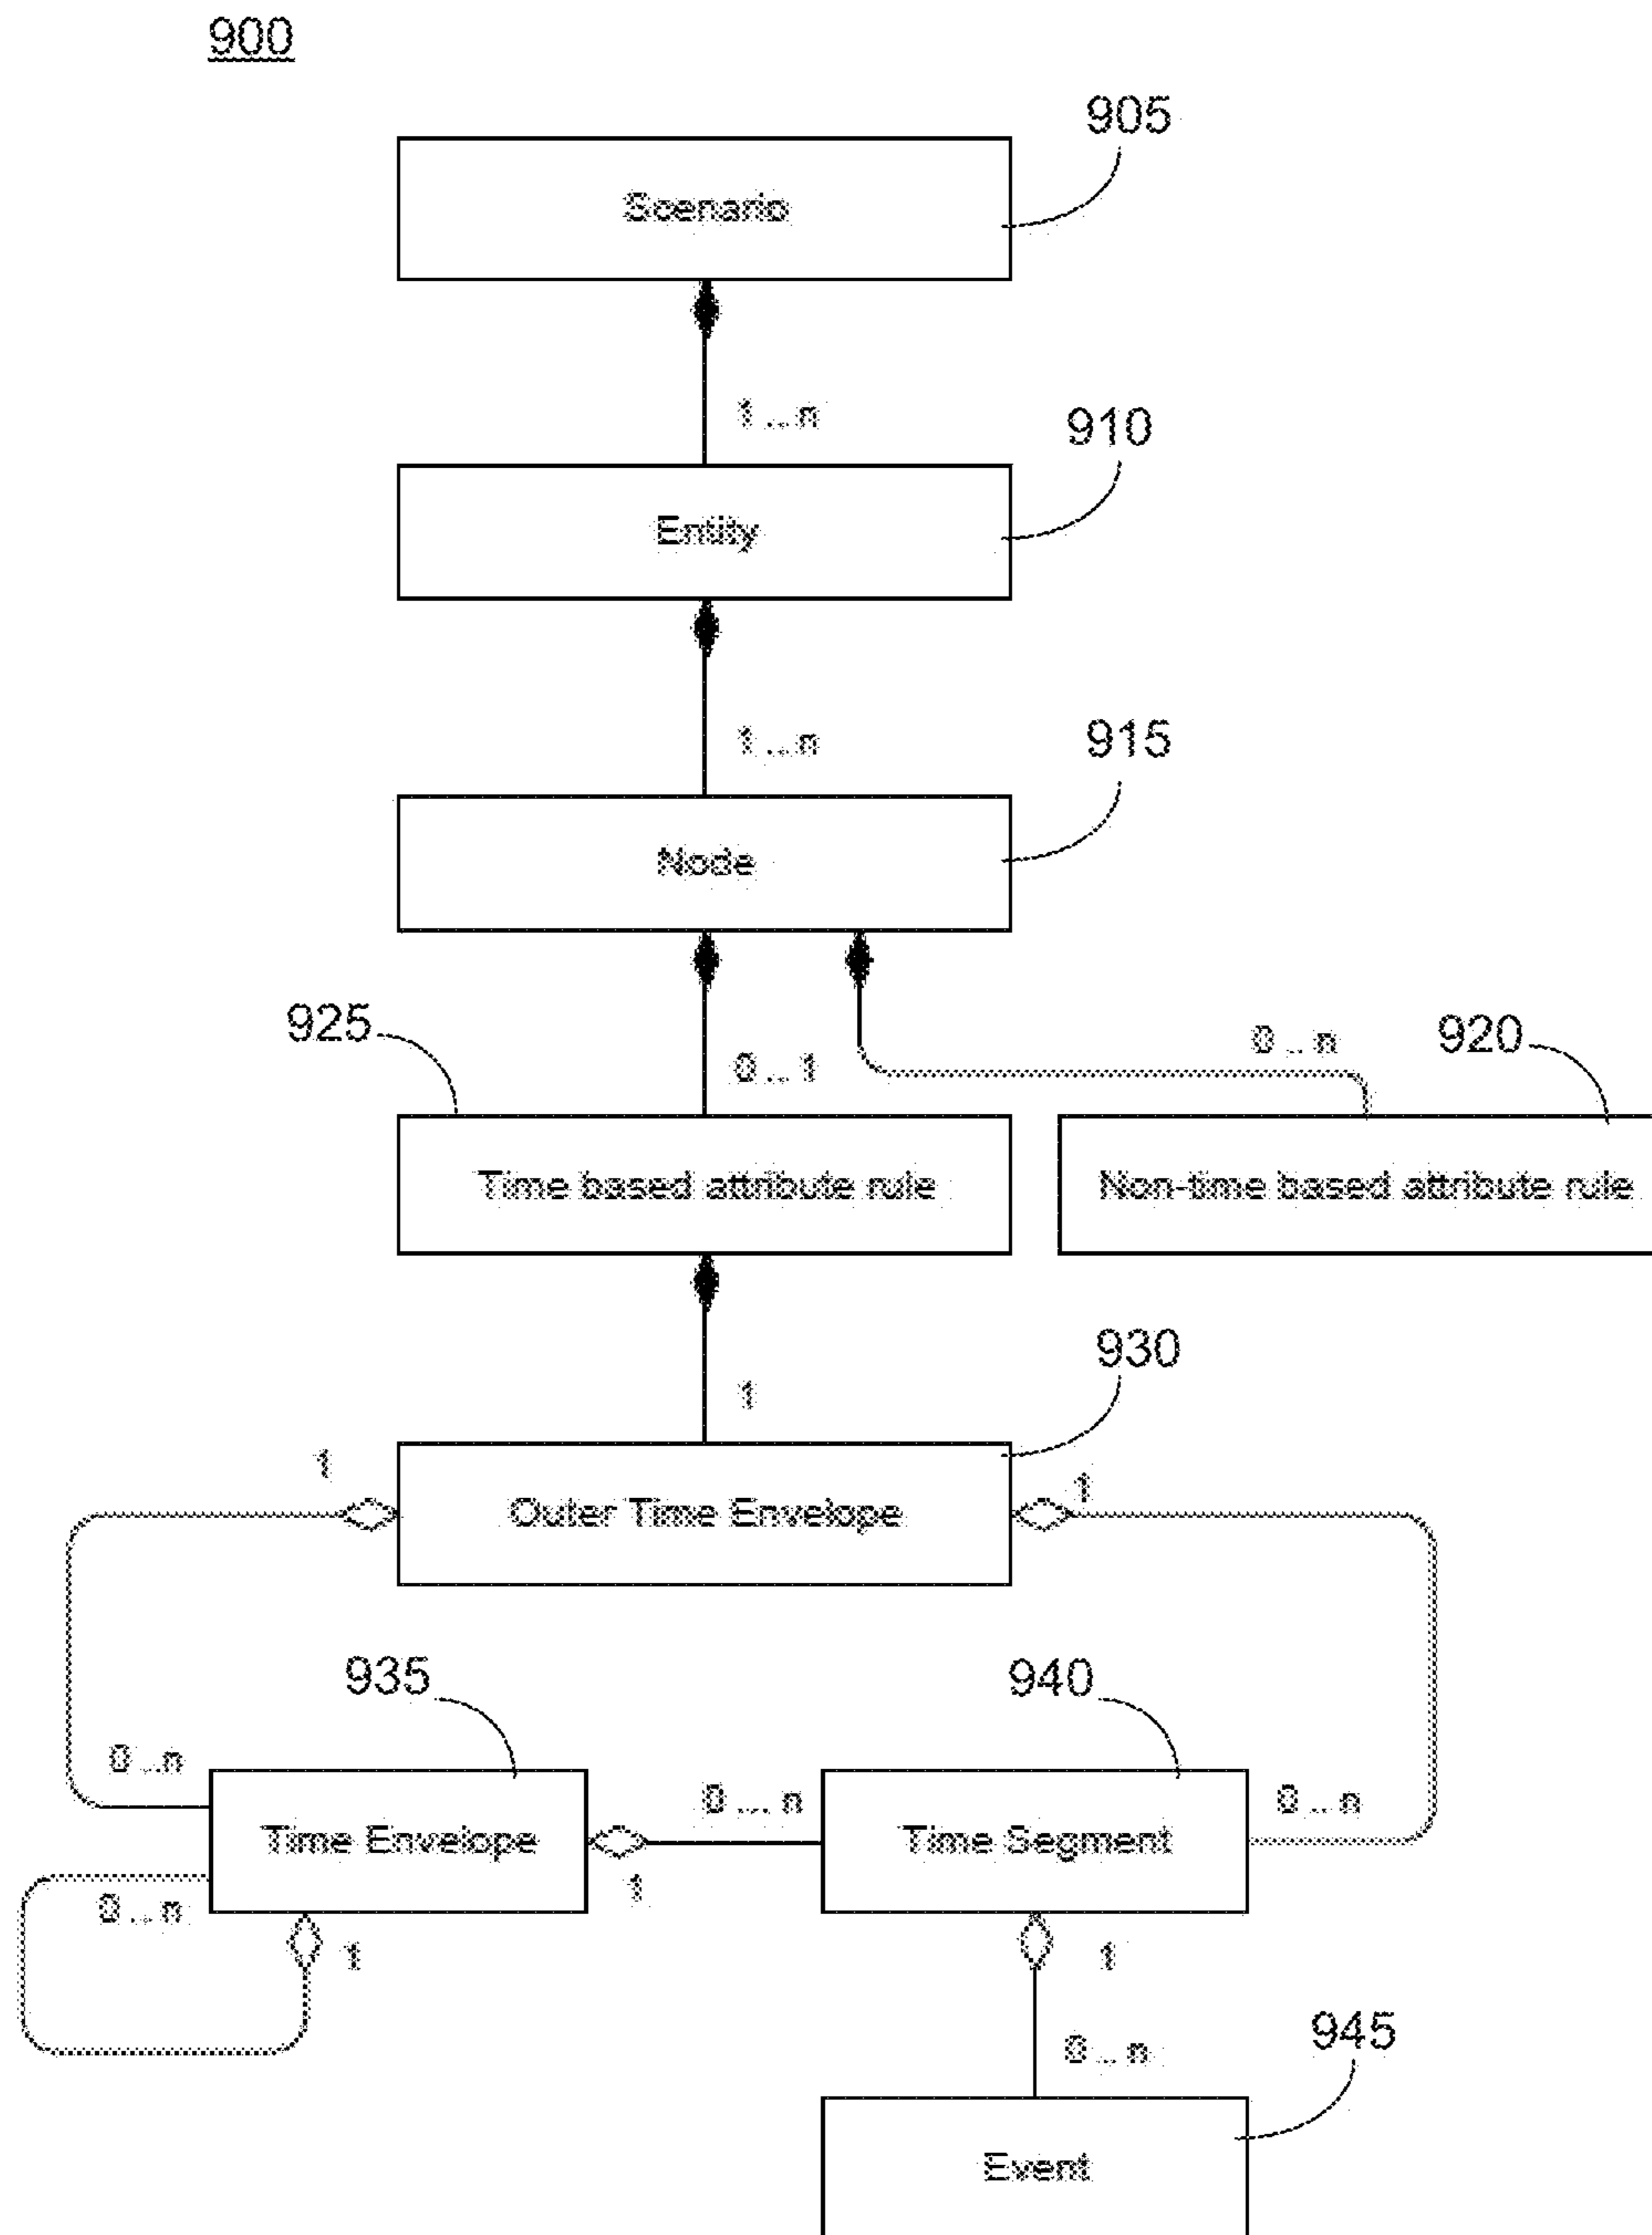 900
905
Scenario
1...n
910
Entity
1...n
915
Node
925
0...1
0...n
920
Time based attribute rule
Non-time based attribute rule
930
1
1
1
Outer Time Envelope
935
940
0...n
0...n
0...n
Time Envelope
Time Segment
1
0...n
1
1
0...n
945
Event